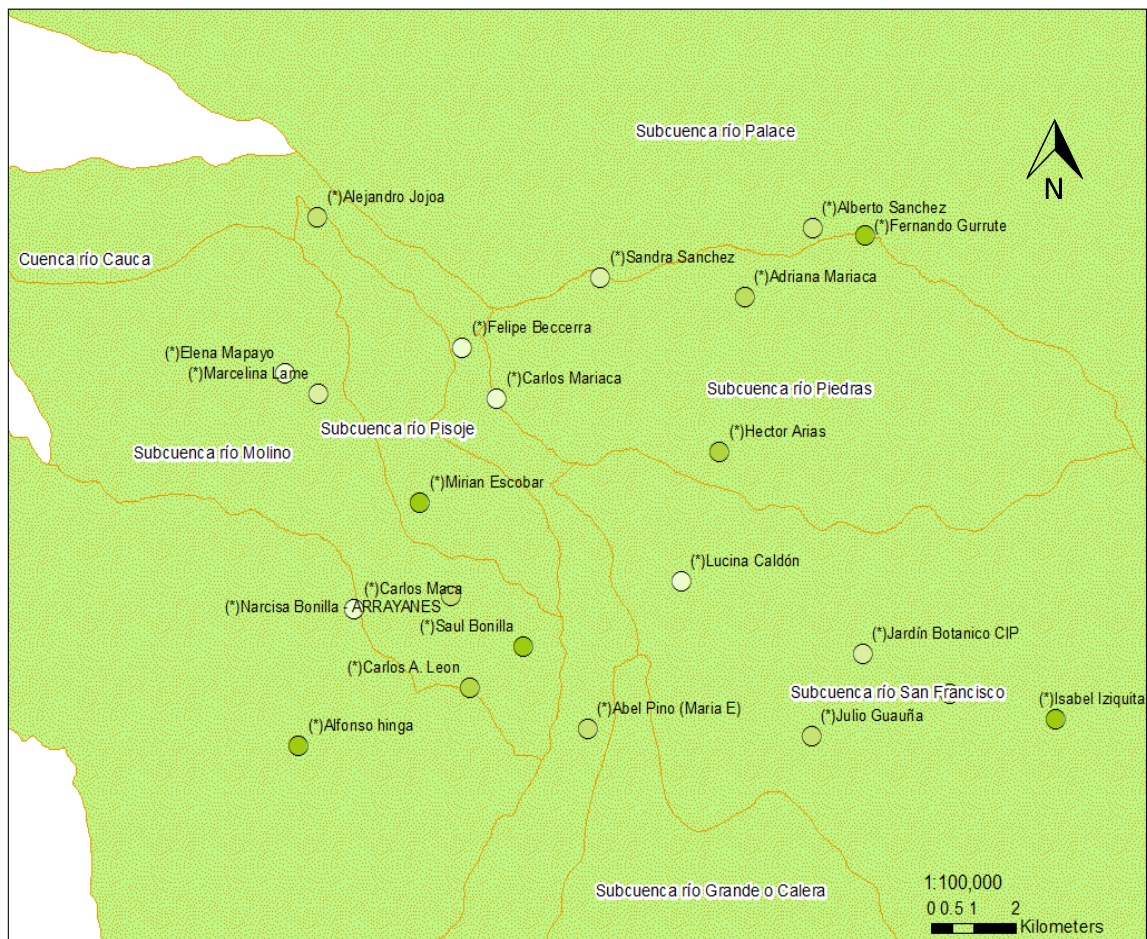 Subcuenca río Palace
N
(*)Alejandro Jojoa
(*)Alberto Sanchez
(*)Fernando Gurrute
Cuenca río Cauca
(*)Sandra Sanchez
(*)Adriana Mariaca
(*)Felipe Beccerra
(*)Elena Mapayo
(*)Marcelina Lame
(*)Carlos Mariaca
Subcuenca río Piedras
Subcuenca río Pisoje
(*)Hector Arias
Subcuenca río Molino
(*)Mirian Escobar
(*)Lucina Caldón
(*)Carlos Maca
(*)Narcisa Bonilla - ARRAYANES
(*)Saul Bonilla
(*)Jardín Botanico CIP
(*)Carlos A. Leon
Subcuenca río San Francisco
(*)Isabel Iziquita
(*)Abel Pino (Maria E)
(*)Julio Guauña
(*)Alfonso hinga
Subcuenca río Grande o Calera
1:100,000
0 0.5 1 2
Kilometers